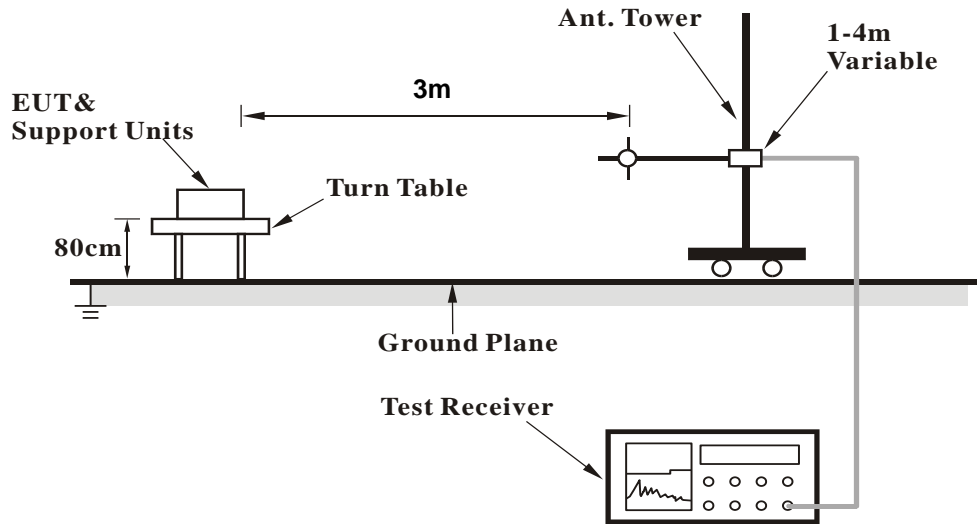 Ant. Tower
1-4m
Variable
3m
EUT&
Support Units
Turn Table
80cm
Ground Plane
Test Receiver